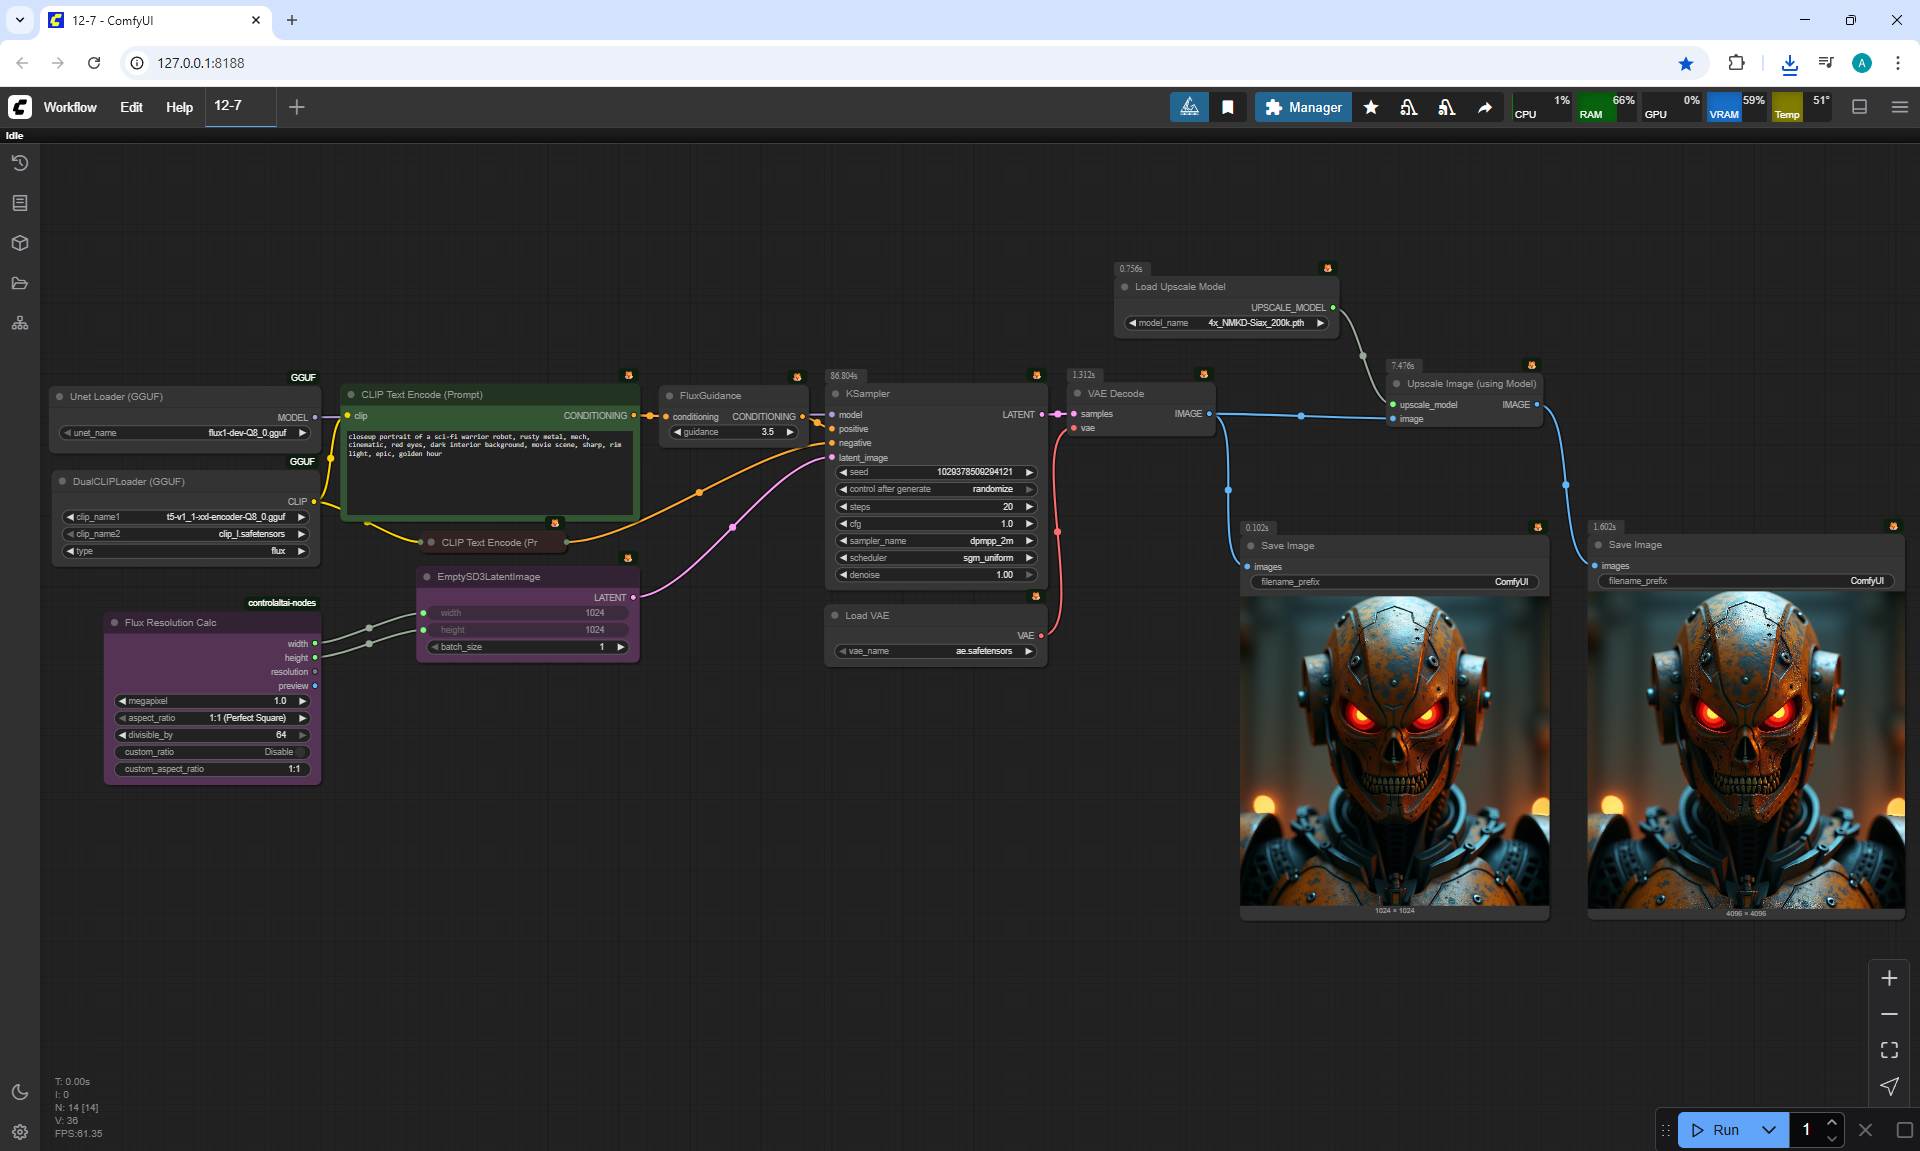 12-7 - ComfyUI
127.0.0.1:8188
A
Workflow
Edit
Help
12-7
Manager
CPU
1%
RAM
66%
GPU
0%
VRAM
59%
Temp
51°
Idle
0.756s
Load Upscale Model
UPSCALE_MODEL
model_name
4x_NMKD-Siax_200k.pth
GGUF
Unet Loader (GGUF)
MODEL
unet_name
flux1-dev-Q8_0.gguf
GGUF
DualCLIPLoader (GGUF)
CLIP
clip_name1
t5-v1_1-xxl-encoder-Q8_0.gguf
clip_name2
clip_l.safetensors
type
flux
CLIP Text Encode (Prompt)
clip
CONDITIONING
closeup portrait of a sci-fi warrior robot, rusty metal, mech,
cinematic, red eyes, dark interior background, movie scene, sharp, rim
light, epic, golden hour
CLIP Text Encode (Pr
FluxGuidance
conditioning
CONDITIONING
guidance
3.5
EmptySD3LatentImage
LATENT
width
1024
height
1024
batch_size
1
controlaltai-nodes
Flux Resolution Calc
width
height
resolution
preview
megapixel
1.0
aspect_ratio
1:1 (Perfect Square)
divisible_by
64
custom_ratio
Disable
custom_aspect_ratio
1:1
86.804s
KSampler
model
LATENT
positive
negative
latent_image
seed
1029378509294121
control after generate
randomize
steps
20
cfg
1.0
sampler_name
dpmpp_2m
scheduler
sgm_uniform
denoise
1.00
Load VAE
VAE
vae_name
ae.safetensors
1.312s
VAE Decode
samples
IMAGE
vae
7.476s
Upscale Image (using Model)
upscale_model
IMAGE
image
0.102s
Save Image
images
filename_prefix
ComfyUI
1024 × 1024
1.602s
Save Image
images
filename_prefix
ComfyUI
4096 × 4096
T: 0.00s
I: 0
N: 14 [14]
V: 36
FPS:61.35
Run
1